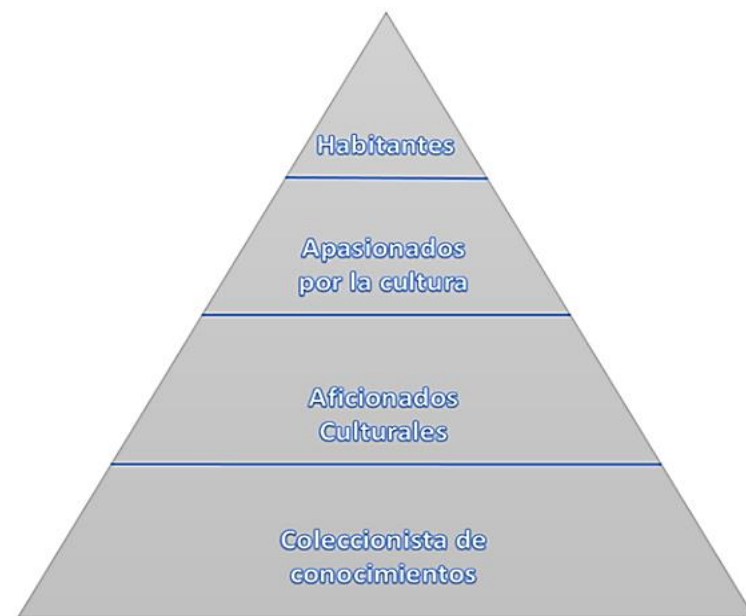 Habitantes
Apasionados
por la cultura
Aficionados
Culturales
Coleccionista de
conocimientos